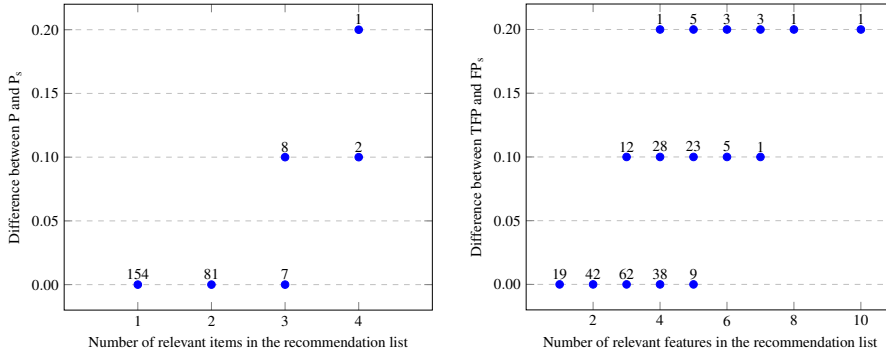 Difference between P and Ps
0.20
0.15
0.10
0.05
0.00
1
8
2
154
81
7
1
2
3
4
Number of relevant items in the recommendation list
Difference between TFP and FPs
0.20
0.15
0.10
0.05
0.00
1 5 3 3 1 1
12 28 23 5 1
19 42 62 38 9
2 4 6 8 10
Number of relevant features in the recommendation list